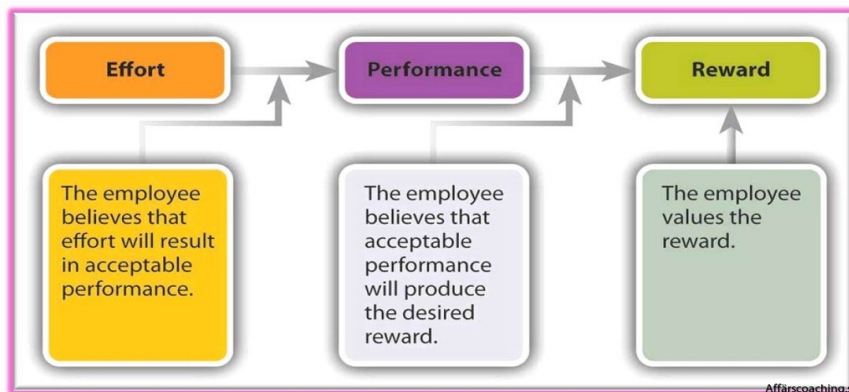 Effort
Performance
Reward
The employee
believes that
effort will result
in acceptable
performance.
The employee
believes that
acceptable
performance
will produce
the desired
reward.
The employee
values the
reward.
Affärscoaching.